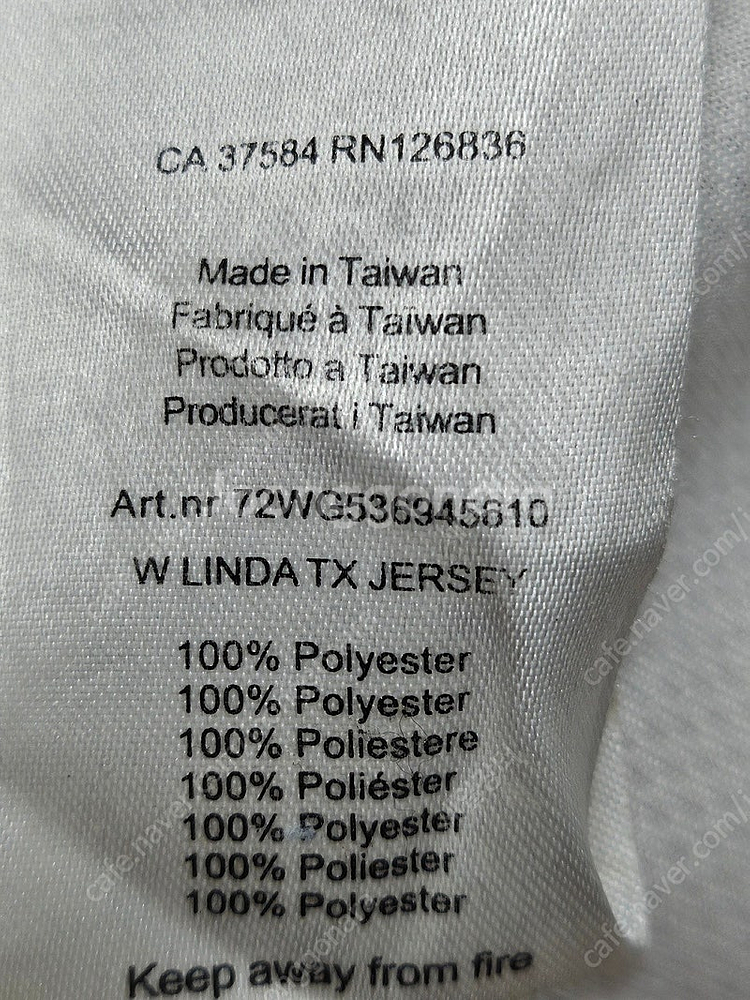 CA 37584 RN126836
Made in Taiwan
Fabriqué à Taiwan
Prodotto a Taiwan
Producerat i Taiwan
Art.nr 72WG536945610
W LINDA TX JERSEY
100% Polyester
100% Polyester
100% Poliestere
100% Poliéster
100% Polyester
100% Poliester
100% Polyester
Keep away from fire